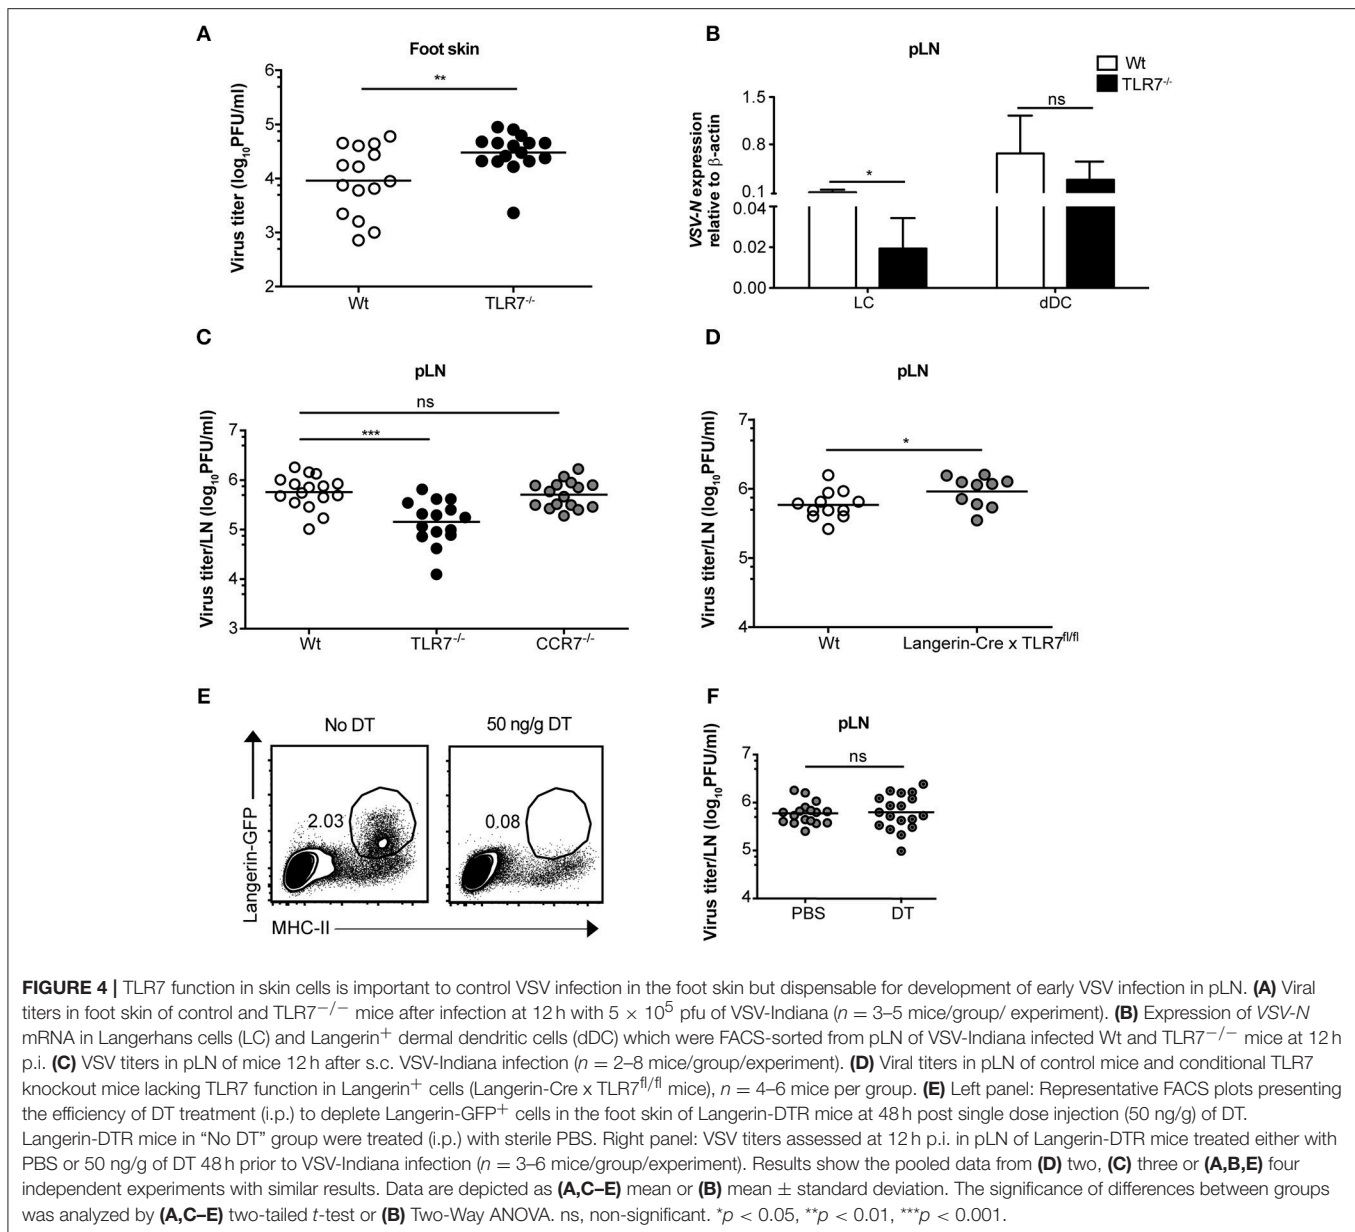 A
Foot skin
Virus titer (log10PFU/ml)
6
5
4
3
2
**
Wt
TLR7-/-
B
pLN
Wt
TLR7-/-
VSV-N expression
relative to β-actin
1.5
0.8
0.1
0.04
0.02
0.00
*
ns
LC
dDC
C
pLN
Virus titer/LN (log10PFU/ml)
7
6
5
4
3
ns
***
Wt
TLR7-/-
CCR7-/-
D
pLN
Virus titer/LN (log10PFU/ml)
7
6
5
4
*
Wt
Langerin-Cre x TLR7fl/fl
E
No DT
50 ng/g DT
2.03
0.08
Langerin-GFP
MHC-II
F
pLN
Virus titer/LN (log10PFU/ml)
7
6
5
4
ns
PBS
DT
FIGURE 4 | TLR7 function in skin cells is important to control VSV infection in the foot skin but dispensable for development of early VSV infection in pLN. (A) Viral
titers in foot skin of control and TLR7−/− mice after infection at 12 h with 5 × 10^5 pfu of VSV-Indiana (n = 3–5 mice/group/ experiment). (B) Expression of VSV-N
mRNA in Langerhans cells (LC) and Langerin+ dermal dendritic cells (dDC) which were FACS-sorted from pLN of VSV-Indiana infected Wt and TLR7−/− mice at 12 h
p.i. (C) VSV titers in pLN of mice 12 h after s.c. VSV-Indiana infection (n = 2–8 mice/group/experiment). (D) Viral titers in pLN of control mice and conditional TLR7
knockout mice lacking TLR7 function in Langerin+ cells (Langerin-Cre x TLR7fl/fl mice), n = 4–6 mice per group. (E) Left panel: Representative FACS plots presenting
the efficiency of DT treatment (i.p.) to deplete Langerin-GFP+ cells in the foot skin of Langerin-DTR mice at 48 h post single dose injection (50 ng/g) of DT.
Langerin-DTR mice in “No DT” group were treated (i.p.) with sterile PBS. Right panel: VSV titers assessed at 12 h p.i. in pLN of Langerin-DTR mice treated either with
PBS or 50 ng/g of DT 48 h prior to VSV-Indiana infection (n = 3–6 mice/group/experiment). Results show the pooled data from (D) two, (C) three or (A,B,E) four
independent experiments with similar results. Data are depicted as (A,C–E) mean or (B) mean ± standard deviation. The significance of differences between groups
was analyzed by (A,C–E) two-tailed t-test or (B) Two-Way ANOVA. ns, non-significant. *p < 0.05, **p < 0.01, ***p < 0.001.